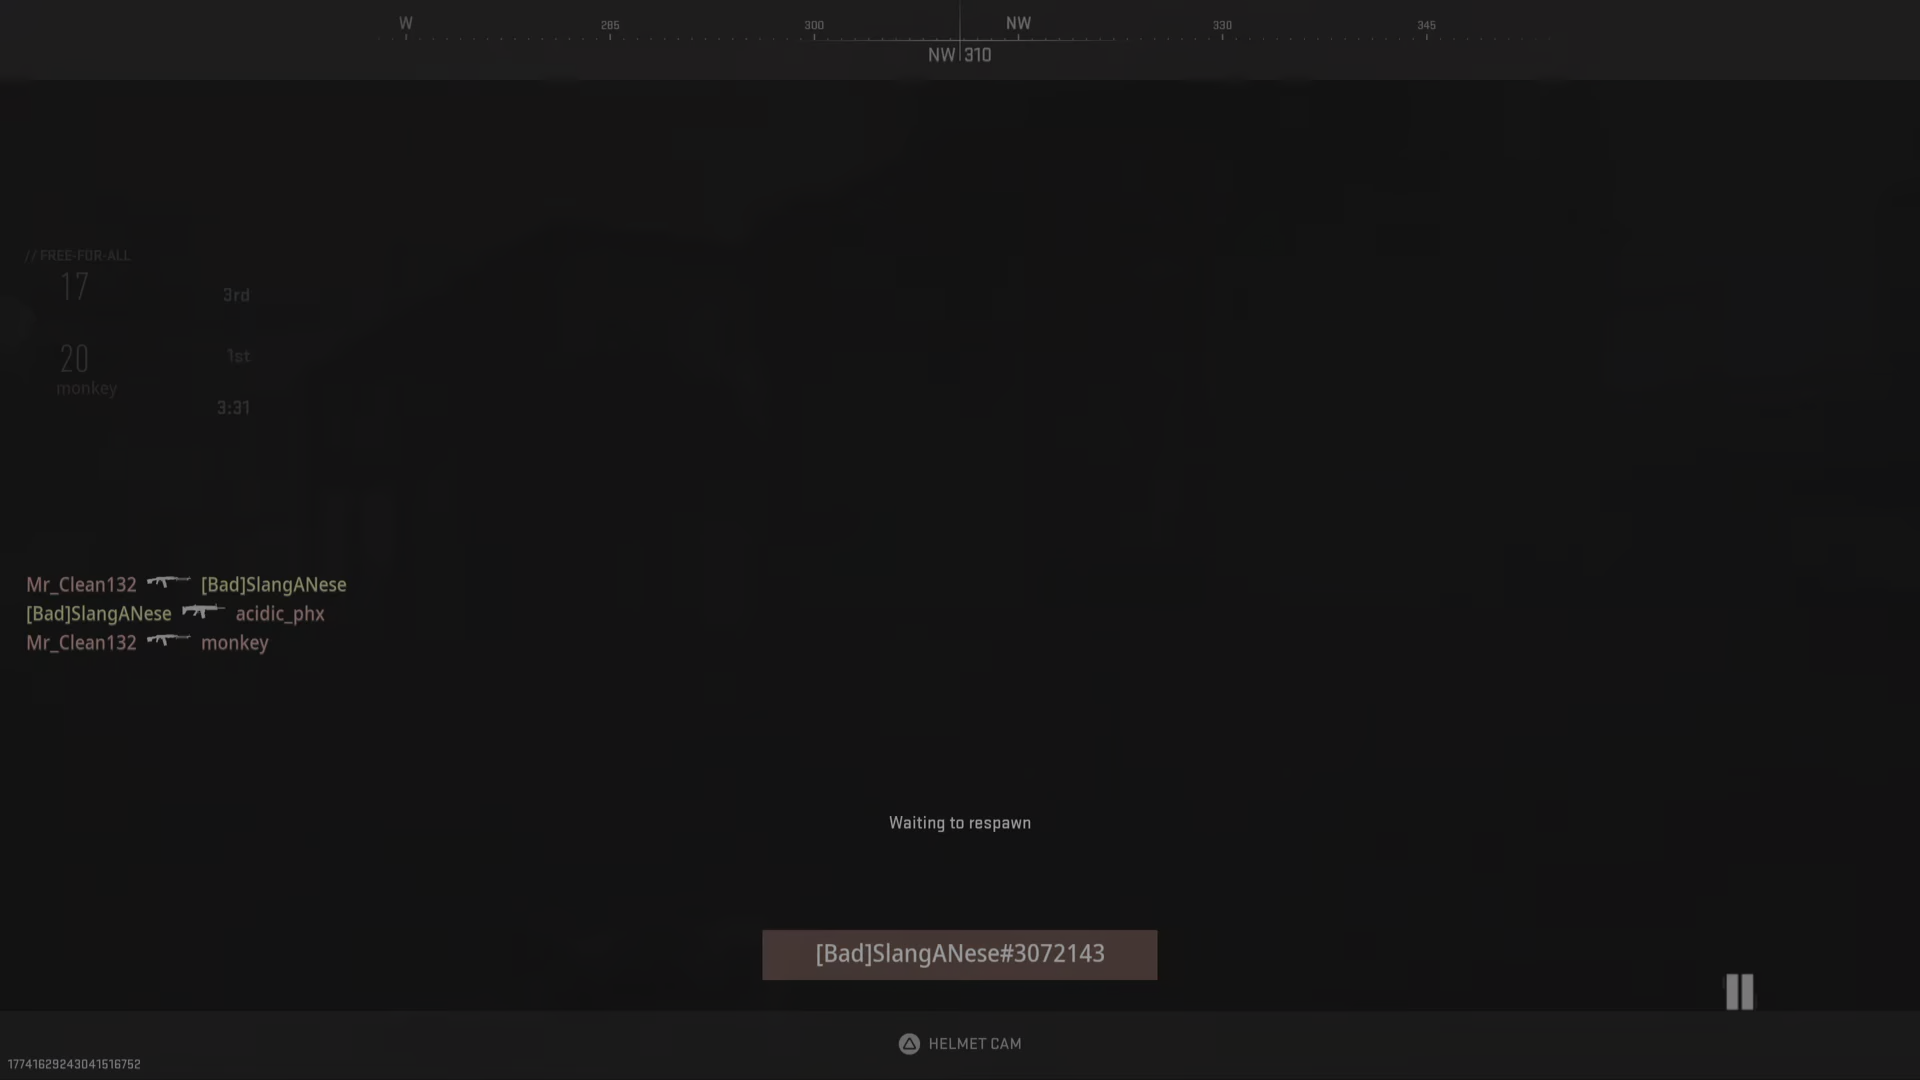 W 285 300 NW 330 345
NW 310
// FREE-FOR-ALL
17 3rd
20 1st
monkey
3:31
Mr_Clean132 [Bad]SlangANese
[Bad]SlangANese acidic_phx
Mr_Clean132 monkey
Waiting to respawn
[Bad]SlangANese#3072143
HELMET CAM
17741629243041516752